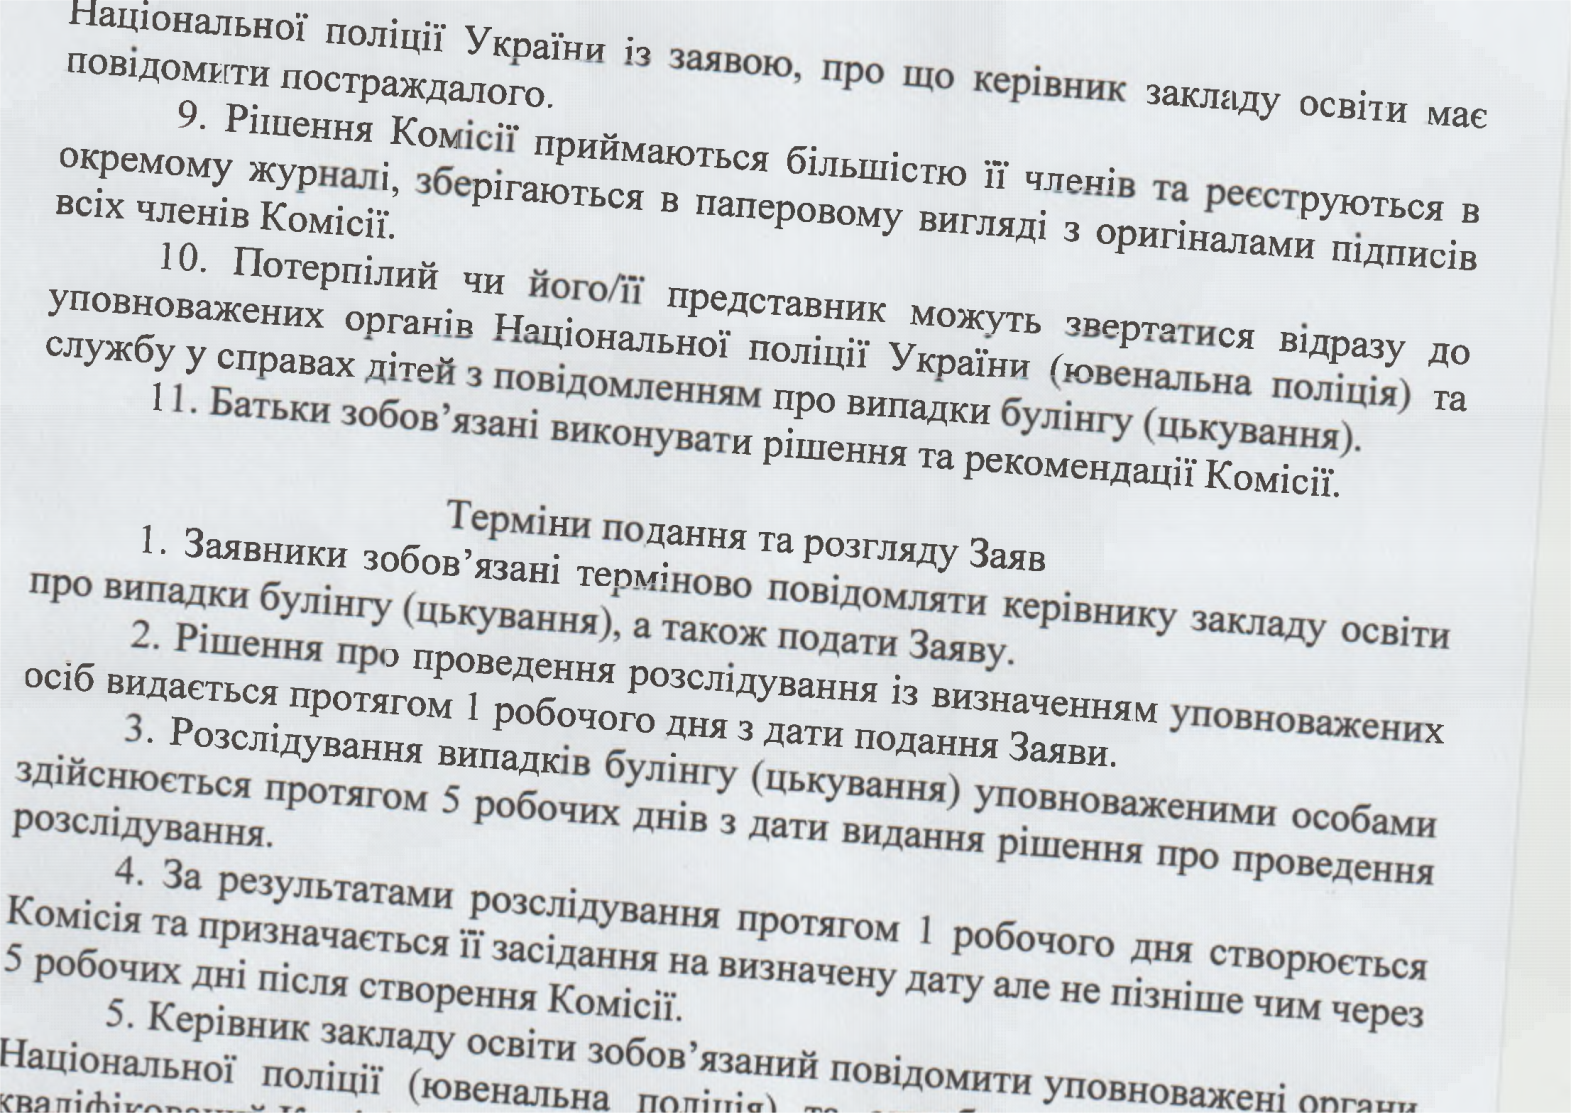 Національної поліції України із заявою, про що керівник закладу освіти має
повідомити постраждалого.
9. Рішення Комісії приймаються більшістю її членів та реєструються в
окремому журналі, зберігаються в паперовому вигляді з оригіналами підписів
всіх членів Комісії.
10. Потерпілий чи його/її представник можуть звертатися відразу до
уповноважених органів Національної поліції України (ювенальна поліція) та
службу у справах дітей з повідомленням про випадки булінгу (цькування).
11. Батьки зобов’язані виконувати рішення та рекомендації Комісії.
Терміни подання та розгляду Заяв
1. Заявники зобов’язані терміново повідомляти керівнику закладу освіти
про випадки булінгу (цькування), а також подати Заяву.
2. Рішення про проведення розслідування із визначенням уповноважених
осіб видається протягом 1 робочого дня з дати подання Заяви.
3. Розслідування випадків булінгу (цькування) уповноваженими особами
здійснюється протягом 5 робочих днів з дати видання рішення про проведення
розслідування.
4. За результатами розслідування протягом 1 робочого дня створюється
Комісія та призначається її засідання на визначену дату але не пізніше чим через
5 робочих дні після створення Комісії.
5. Керівник закладу освіти зобов’язаний повідомити уповноважені органи
Національної поліції (ювенальна поліція) та